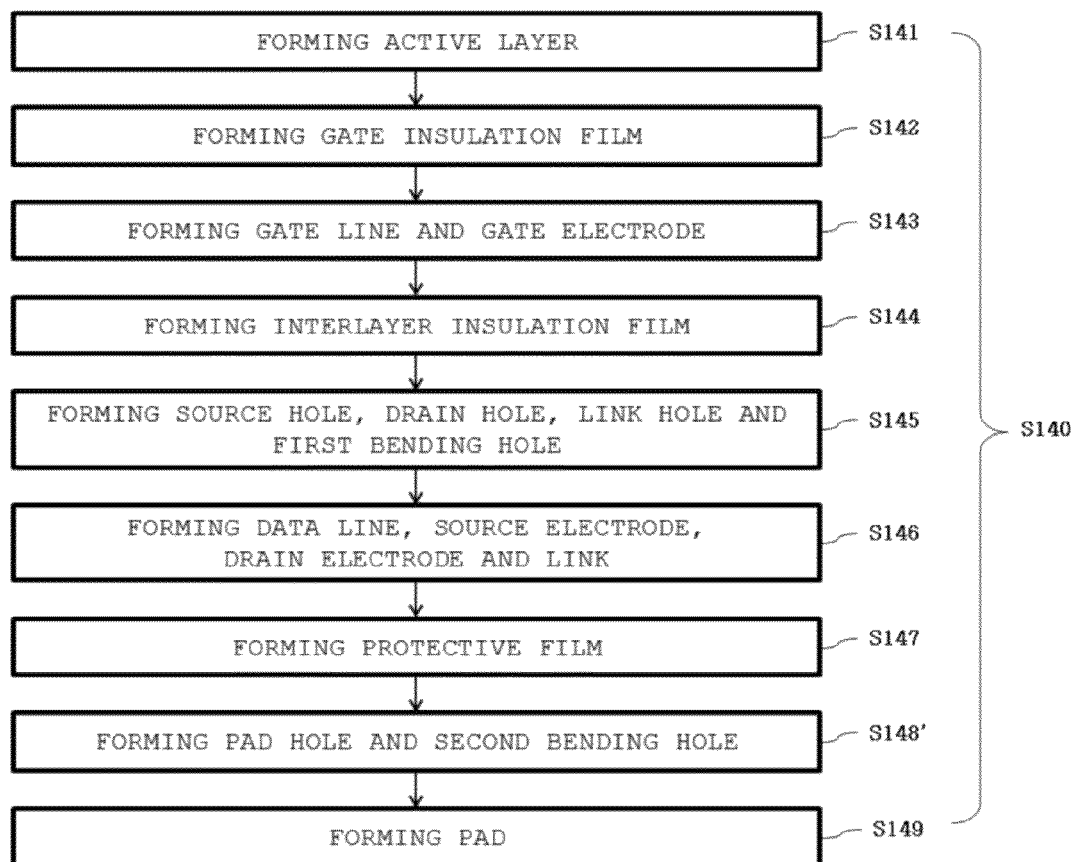 FORMING ACTIVE LAYER
S141
FORMING GATE INSULATION FILM
S142
FORMING GATE LINE AND GATE ELECTRODE
S143
FORMING INTERLAYER INSULATION FILM
S144
FORMING SOURCE HOLE, DRAIN HOLE, LINK HOLE AND
FIRST BENDING HOLE
S145
S140
FORMING DATA LINE, SOURCE ELECTRODE,
DRAIN ELECTRODE AND LINK
S146
FORMING PROTECTIVE FILM
S147
FORMING PAD HOLE AND SECOND BENDING HOLE
S148'
FORMING PAD
S149